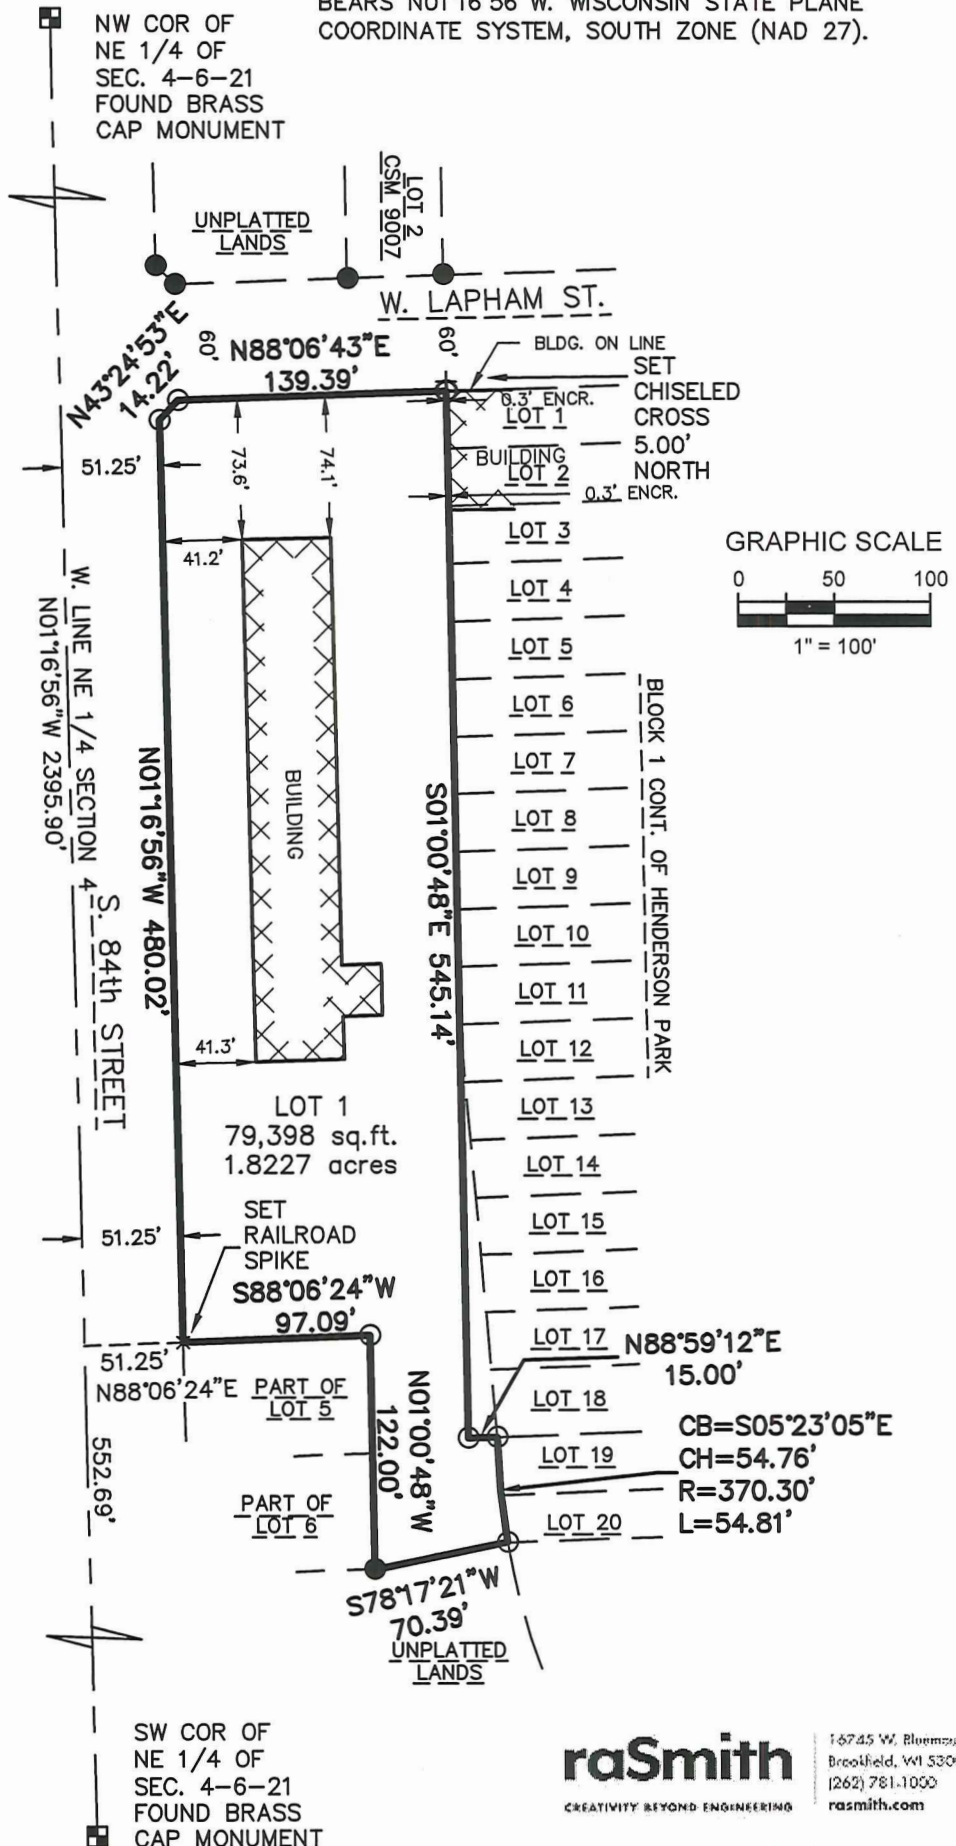 BEARS N01°16'56"W. WISCONSIN STATE PLANE
COORDINATE SYSTEM, SOUTH ZONE (NAD 27).
NW COR OF
NE 1/4 OF
SEC. 4-6-21
FOUND BRASS
CAP MONUMENT
UNPLATTED
LANDS
LOT 2
CSM 9007
W. LAPHAM ST.
N43°24'53"E
14.22'
60'
N88°06'43"E
139.39'
60'
BLDG. ON LINE
SET
CHISELED
CROSS
5.00'
NORTH
0.3' ENCR.
LOT 1
BUILDING
LOT 2
0.3' ENCR.
51.25'
73.6'
74.1'
41.2'
LOT 3
LOT 4
LOT 5
LOT 6
LOT 7
LOT 8
LOT 9
LOT 10
LOT 11
LOT 12
LOT 13
LOT 14
LOT 15
LOT 16
LOT 17
LOT 18
LOT 19
LOT 20
GRAPHIC SCALE
0 50 100
1" = 100'
BLOCK 1 CONT. OF HENDERSON PARK
W. LINE NE 1/4 SECTION 4
N01°16'56"W 2395.90'
S. 84th STREET
N01°16'56"W 480.02'
BUILDING
S01°00'48"E 545.14'
41.3'
LOT 1
79,398 sq.ft.
1.8227 acres
SET
RAILROAD
SPIKE
51.25'
S88°06'24"W
97.09'
51.25'
N88°06'24"E
PART OF
LOT 5
N01°00'48"W
122.00'
N88°59'12"E
15.00'
CB=S05°23'05"E
CH=54.76'
R=370.30'
L=54.81'
552.69'
PART OF
LOT 6
S78°17'21"W
70.39'
UNPLATTED
LANDS
SW COR OF
NE 1/4 OF
SEC. 4-6-21
FOUND BRASS
CAP MONUMENT
raSmith
CREATIVITY BEYOND ENGINEERING
16745 W.
Brookfield, WI
(262) 781-1000
rasmith.com